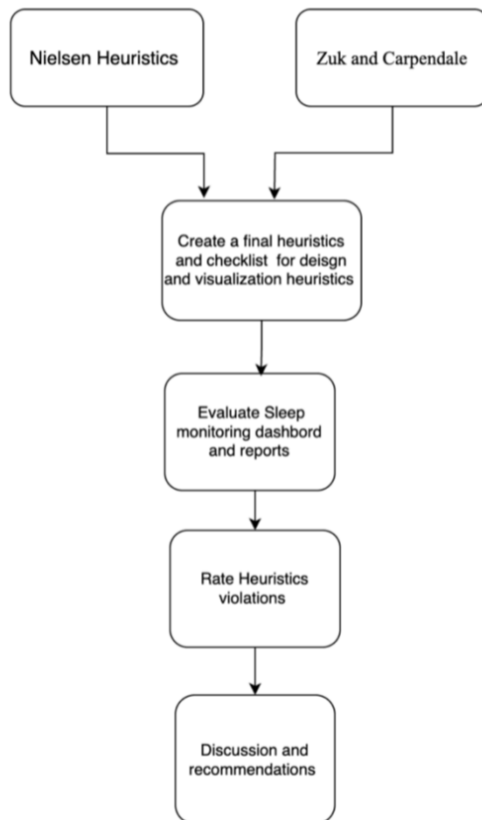 Nielsen Heuristics
Zuk and Carpendale
Create a final heuristics
and checklist for deisgn
and visualization heuristics
Evaluate Sleep
monitoring dashbord
and reports
Rate Heuristics
violations
Discussion and
recommendations